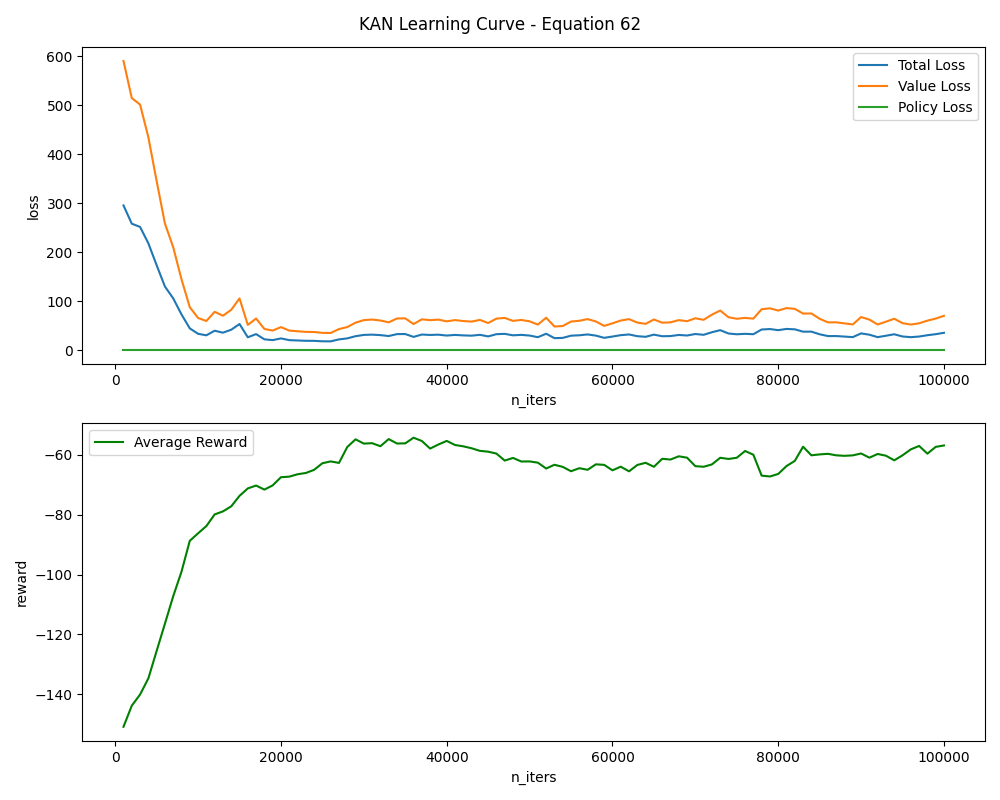 KAN Learning Curve - Equation 62
600
500
400
300
200
100
0
loss
Total Loss
Value Loss
Policy Loss
0 20000 40000 60000 80000 100000
n_iters
−60
−80
−100
−120
−140
reward
Average Reward
0 20000 40000 60000 80000 100000
n_iters